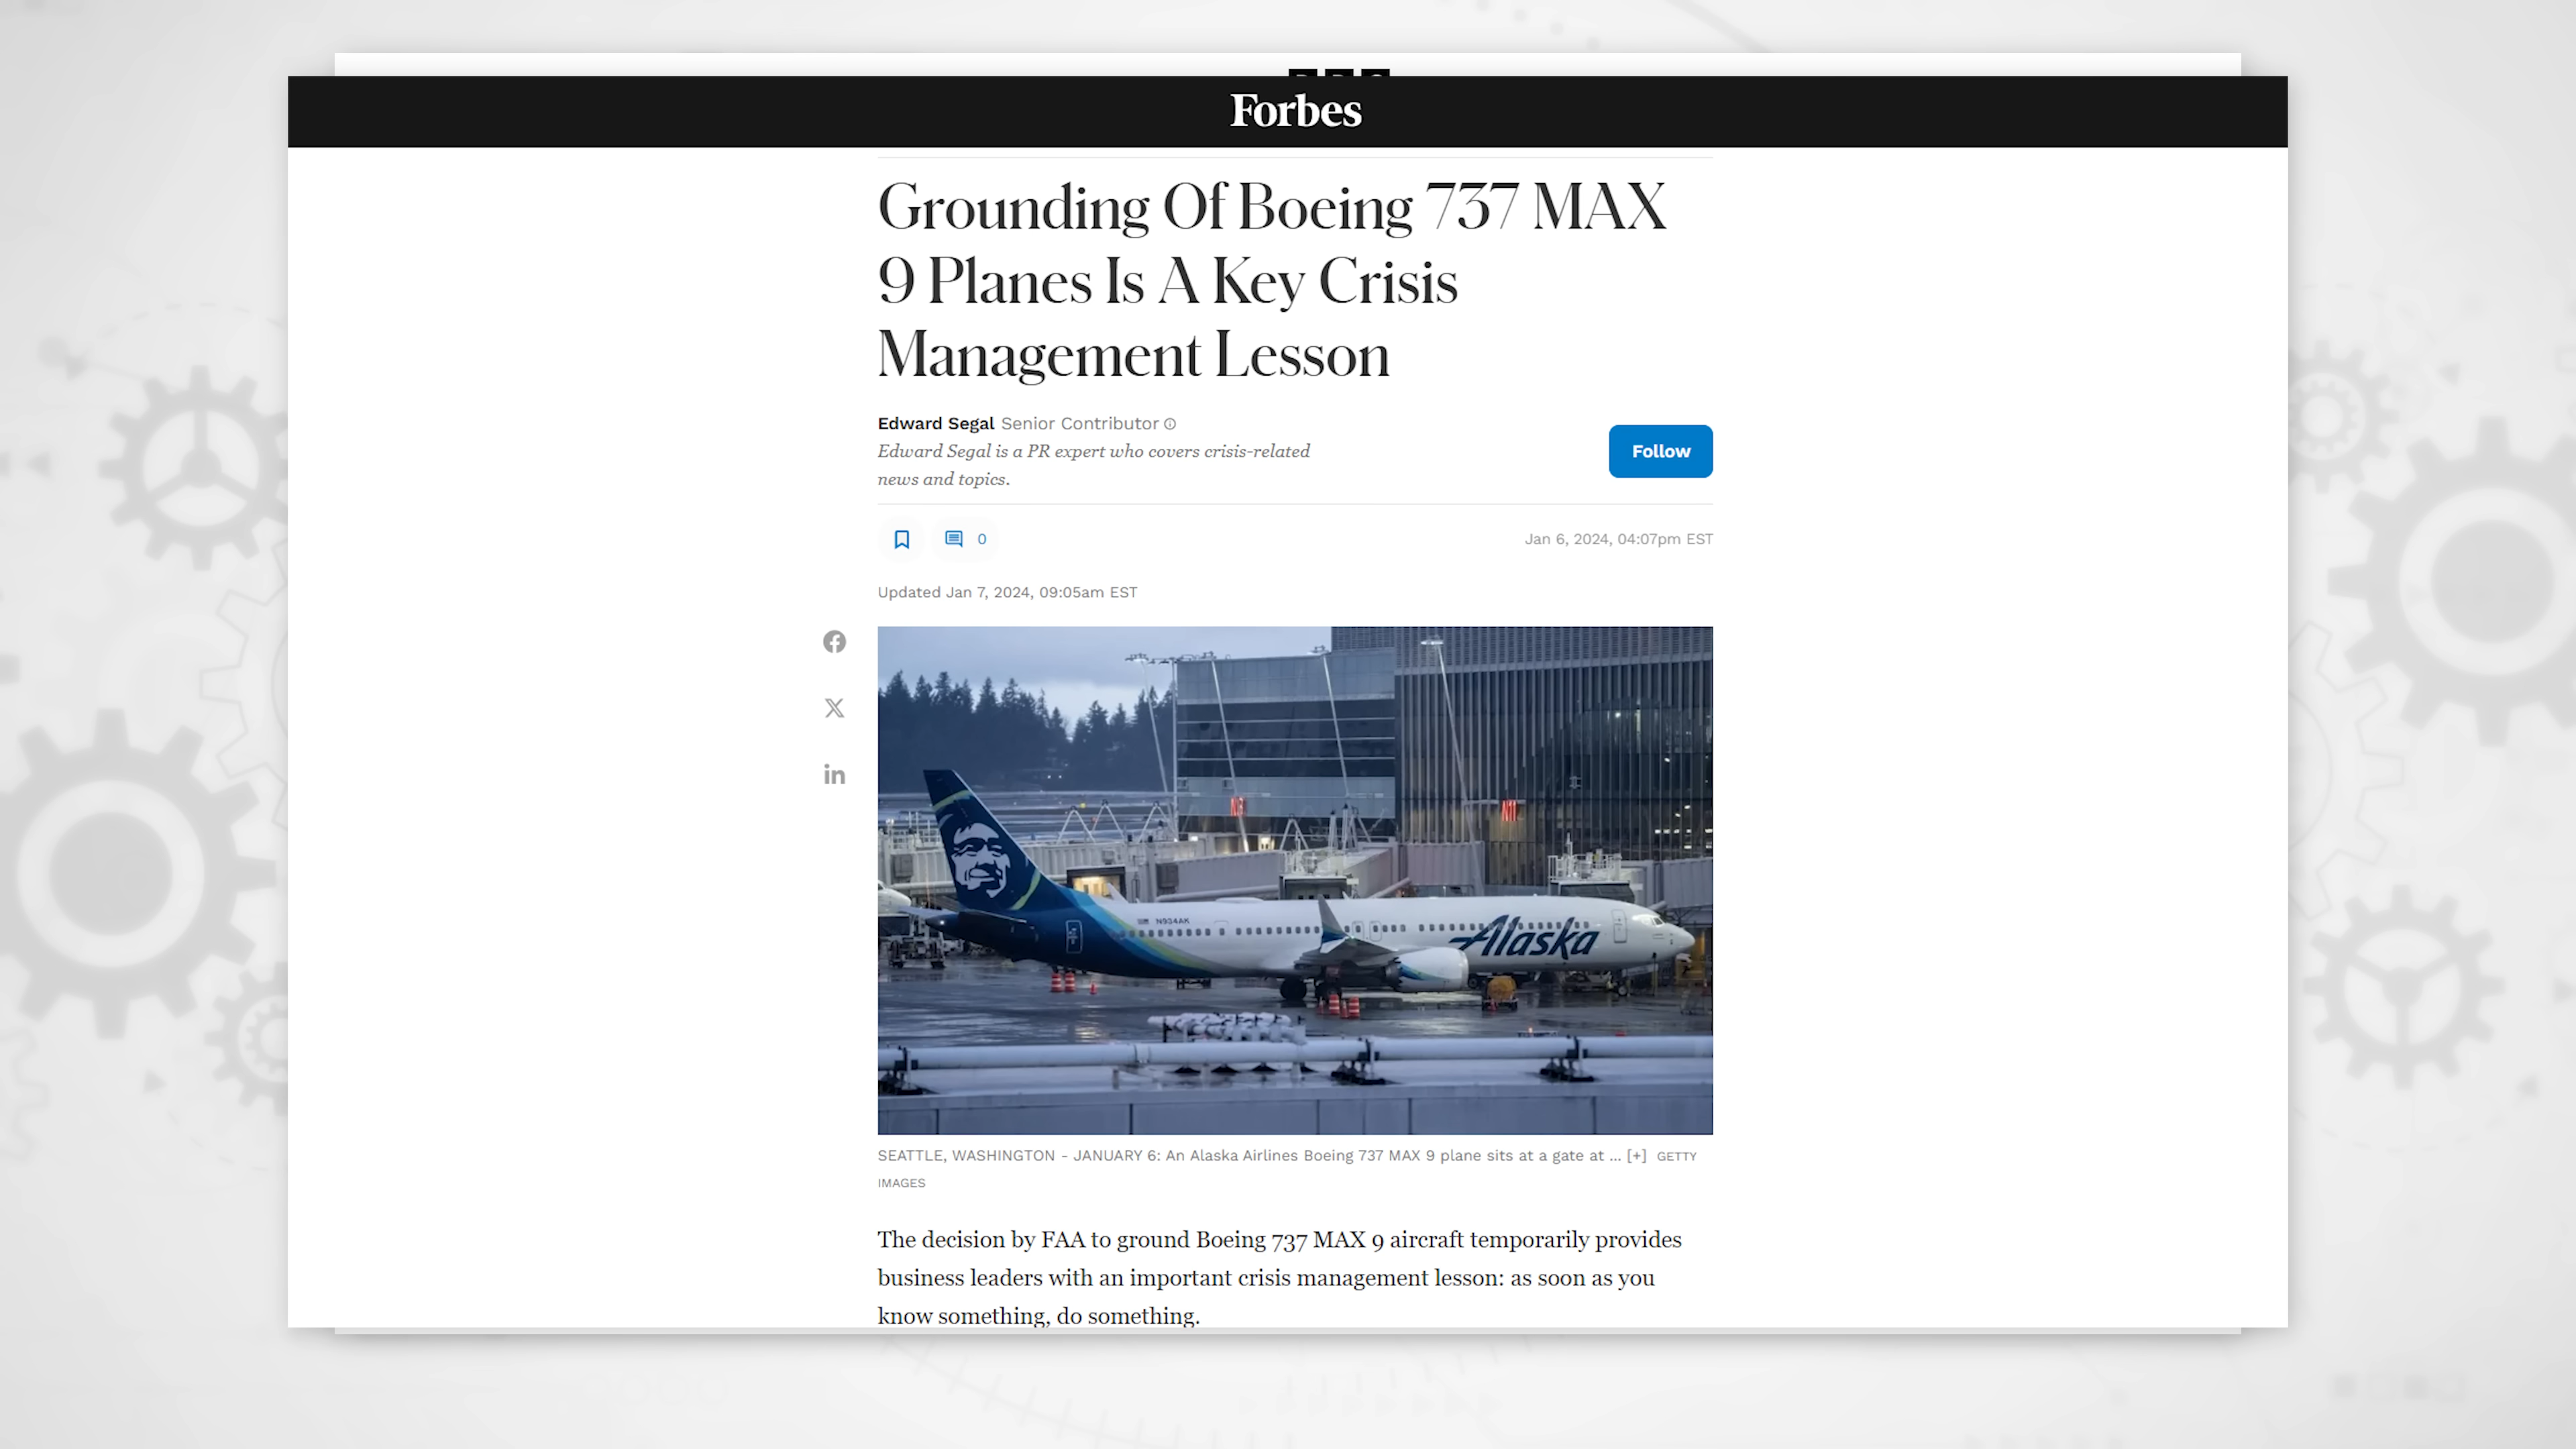 Forbes
Grounding Of Boeing 737 MAX
9 Planes Is A Key Crisis
Management Lesson
Edward Segal Senior Contributor
Edward Segal is a PR expert who covers crisis-related
news and topics.
Follow
0
Jan 6, 2024, 04:07pm EST
Updated Jan 7, 2024, 09:05am EST
N8
N11
N934AK
Alaska
SEATTLE, WASHINGTON - JANUARY 6: An Alaska Airlines Boeing 737 MAX 9 plane sits at a gate at ... [+] GETTY
IMAGES
The decision by FAA to ground Boeing 737 MAX 9 aircraft temporarily provides
business leaders with an important crisis management lesson: as soon as you
know something, do something.